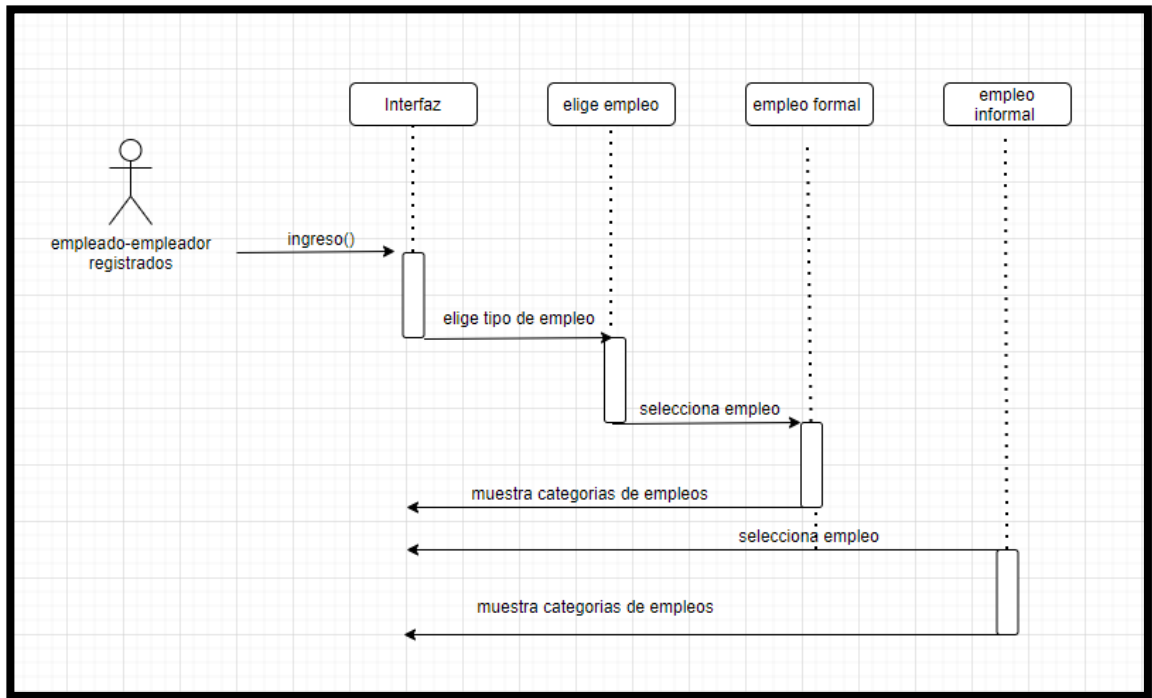 Interfaz
elige empleo
empleo formal
empleo
informal
empleado-empleador
registrados
ingreso()
elige tipo de empleo
selecciona empleo
muestra categorias de empleos
selecciona empleo
muestra categorias de empleos